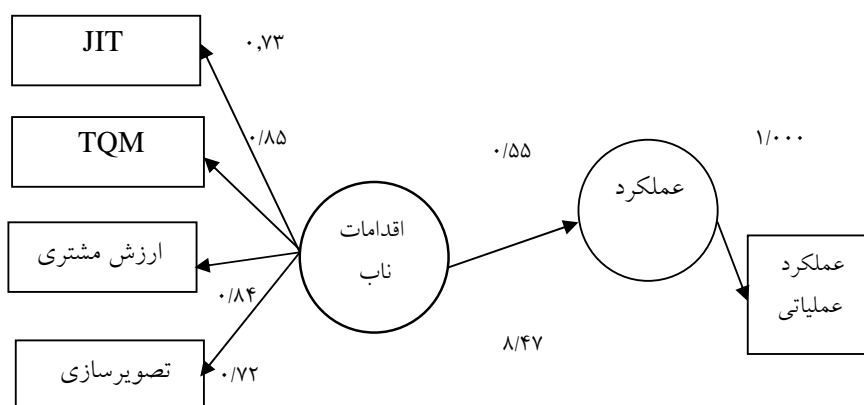 JIT
۰,۷۳
TQM
۰/۸۵
۰/۵۵
۱/۰۰۰
عملکرد
اقدامات
ناب
ارزش مشتری
عملکرد
عملیاتی
۰/۸۴
۸/۴۷
تصویرسازی
۰/۷۲